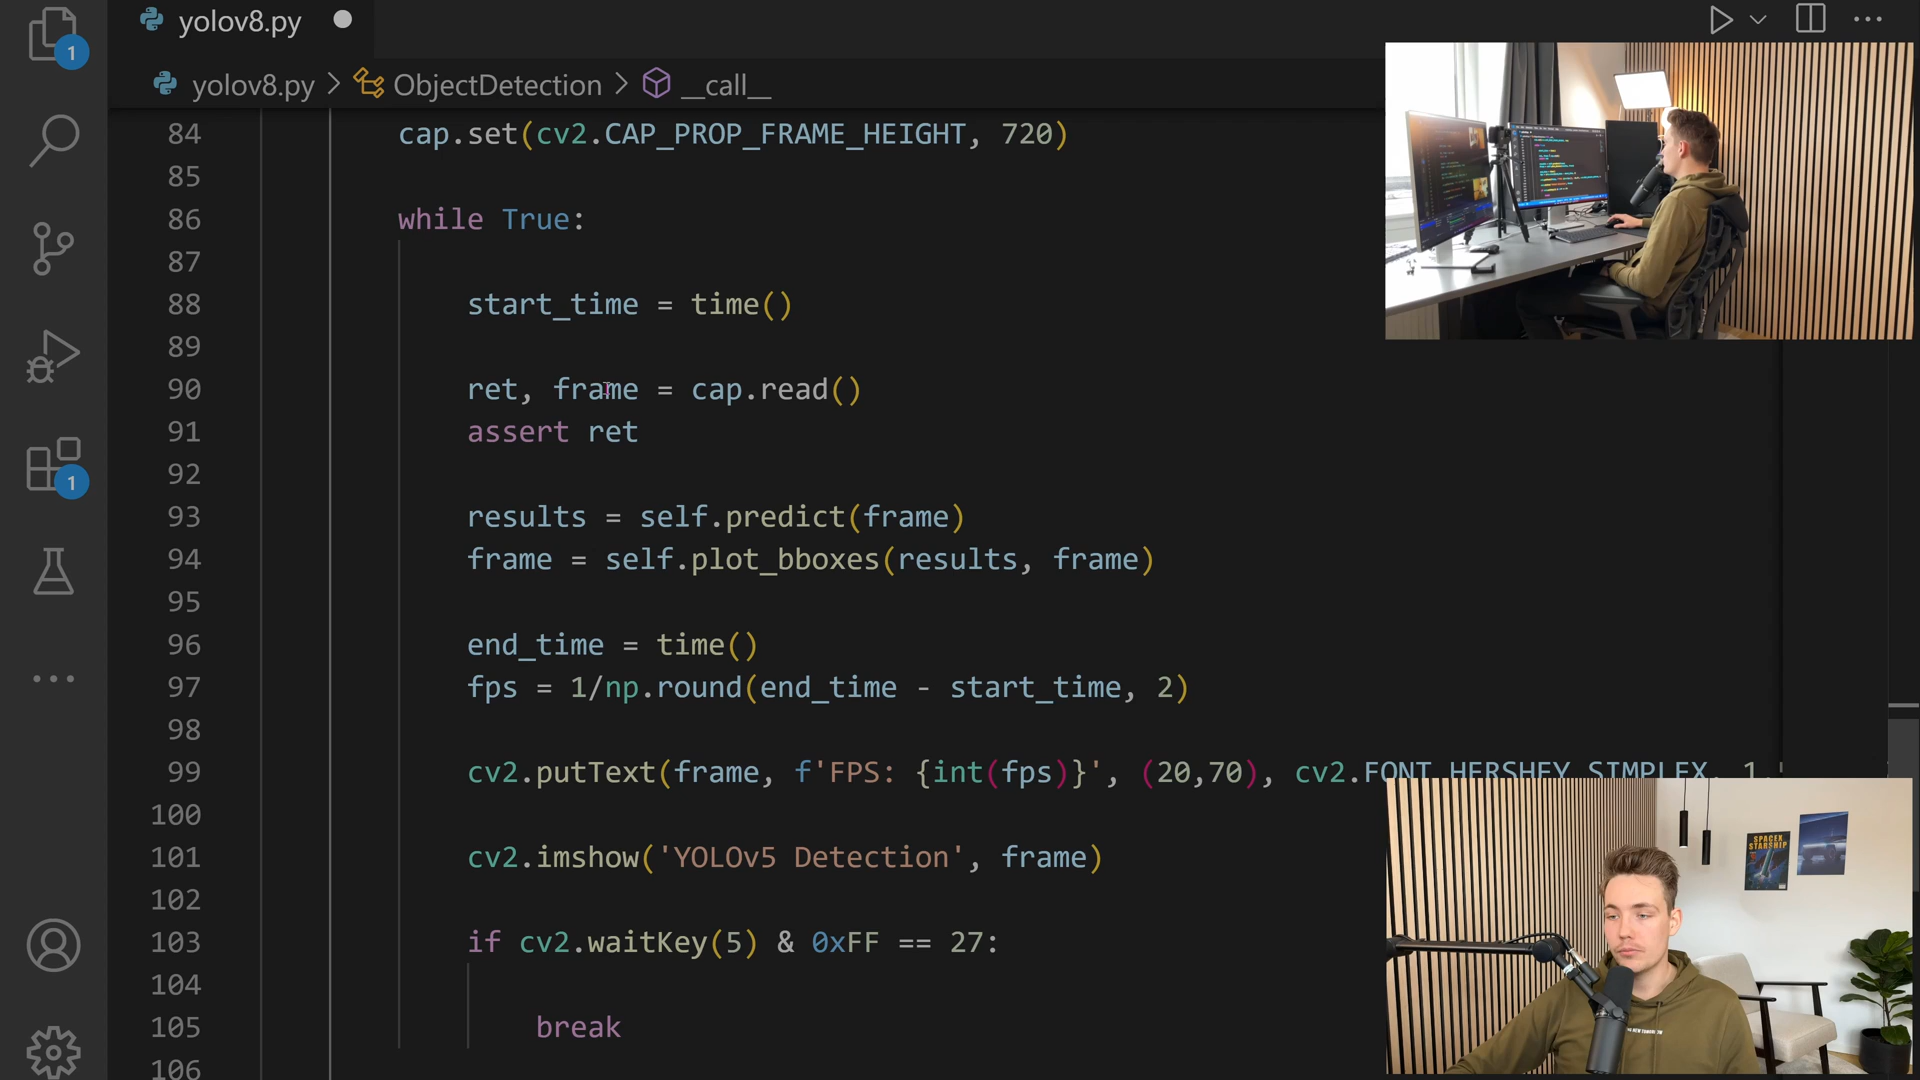 yolov8.py
yolov8.py > ObjectDetection > __call__
1
1
84 cap.set(cv2.CAP_PROP_FRAME_HEIGHT, 720)
85
86 while True:
87
88 start_time = time()
89
90 ret, frame = cap.read()
91 assert ret
92
93 results = self.predict(frame)
94 frame = self.plot_bboxes(results, frame)
95
96 end_time = time()
97 fps = 1/np.round(end_time - start_time, 2)
98
99 cv2.putText(frame, f'FPS: {int(fps)}', (20,70), cv2.FONT_HERSHEY_SIMPLEX, 1.
100
101 cv2.imshow('YOLOv5 Detection', frame)
102
103 if cv2.waitKey(5) & 0xFF == 27:
104
105 break
106
SPACEX
STARSHIP